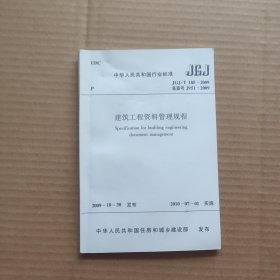 UDC
JGJ
中华人民共和国行业标准
JGJ/T 185-2009
P
备案号 J951-2009
建筑工程资料管理规程
Specification for building engineering
document management
2009-10-30 发布
2010-07-01 实施
中华人民共和国住房和城乡建设部 发布